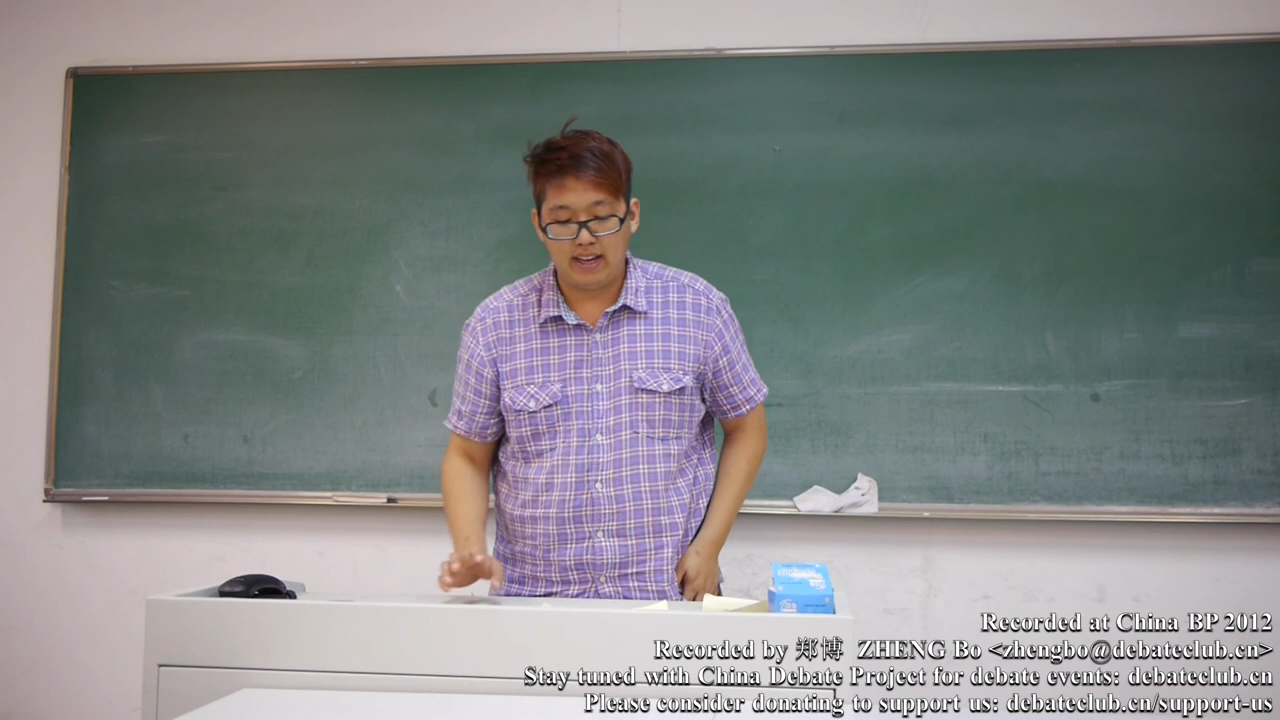 Recorded at China BP 2012
Recorded by 郑博 ZHENG Bo <zhengbo@debateclub.cn>
Stay tuned with China Debate Project for debate events: debateclub.cn
Please consider donating to support us: debateclub.cn/support-us